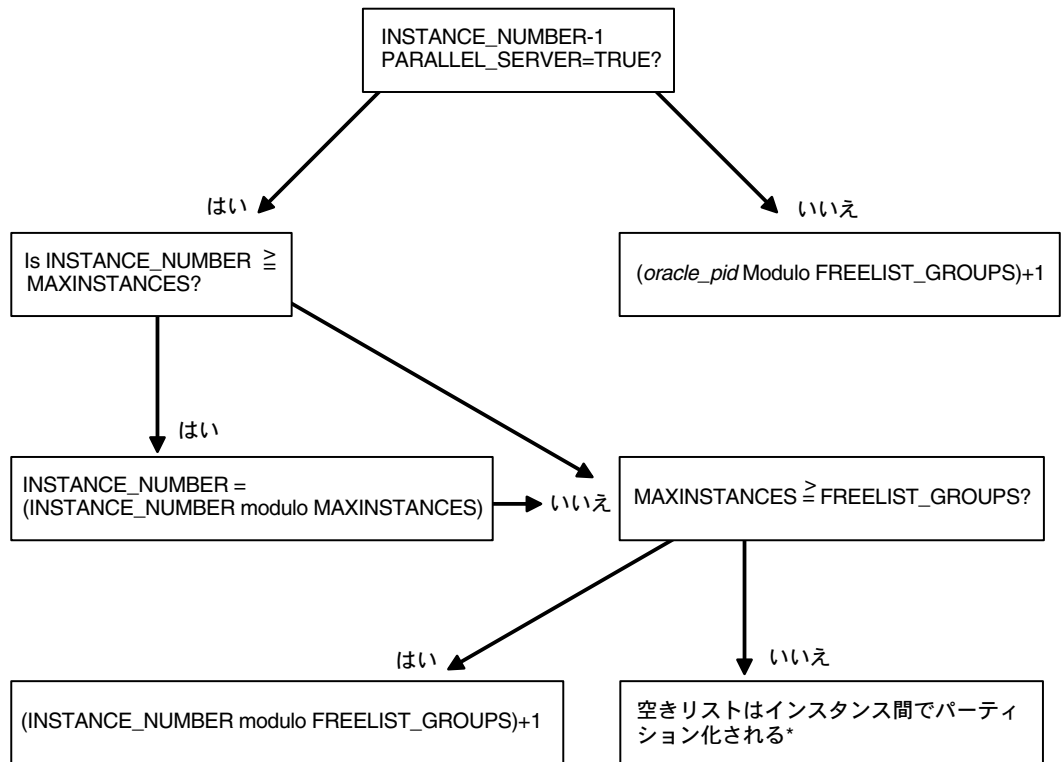 INSTANCE_NUMBER-1
PARALLEL_SERVER=TRUE?
はい
いいえ
Is INSTANCE_NUMBER ≧
MAXINSTANCES?
(oracle_pid Modulo FREELIST_GROUPS)+1
はい
INSTANCE_NUMBER =
(INSTANCE_NUMBER modulo MAXINSTANCES)
いいえ
MAXINSTANCES ≧ FREELIST_GROUPS?
はい
いいえ
(INSTANCE_NUMBER modulo FREELIST_GROUPS)+1
空きリストはインスタンス間でパーティ
ション化される*